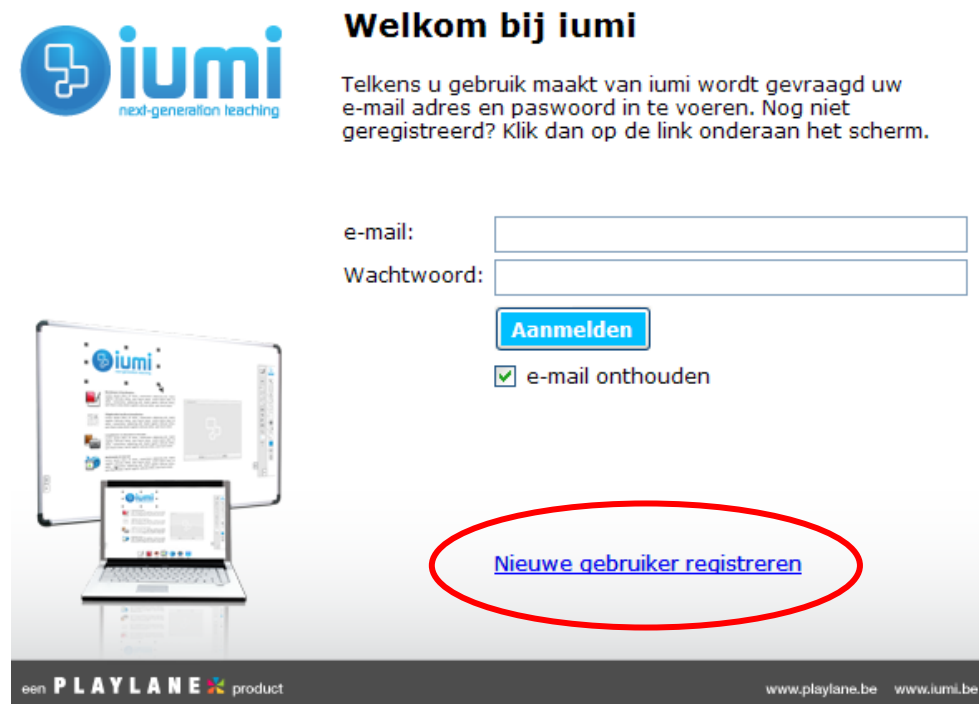 iumi
next-generation teaching
Welkom bij iumi
Telkens u gebruik maakt van iumi wordt gevraagd uw
e-mail adres en paswoord in te voeren. Nog niet
geregistreerd? Klik dan op de link onderaan het scherm.
e-mail:
Wachtwoord:
Aanmelden
e-mail onthouden
iumi
iumi
Nieuwe gebruiker registreren
een PLAYLANE product
www.playlane.be www.iumi.be